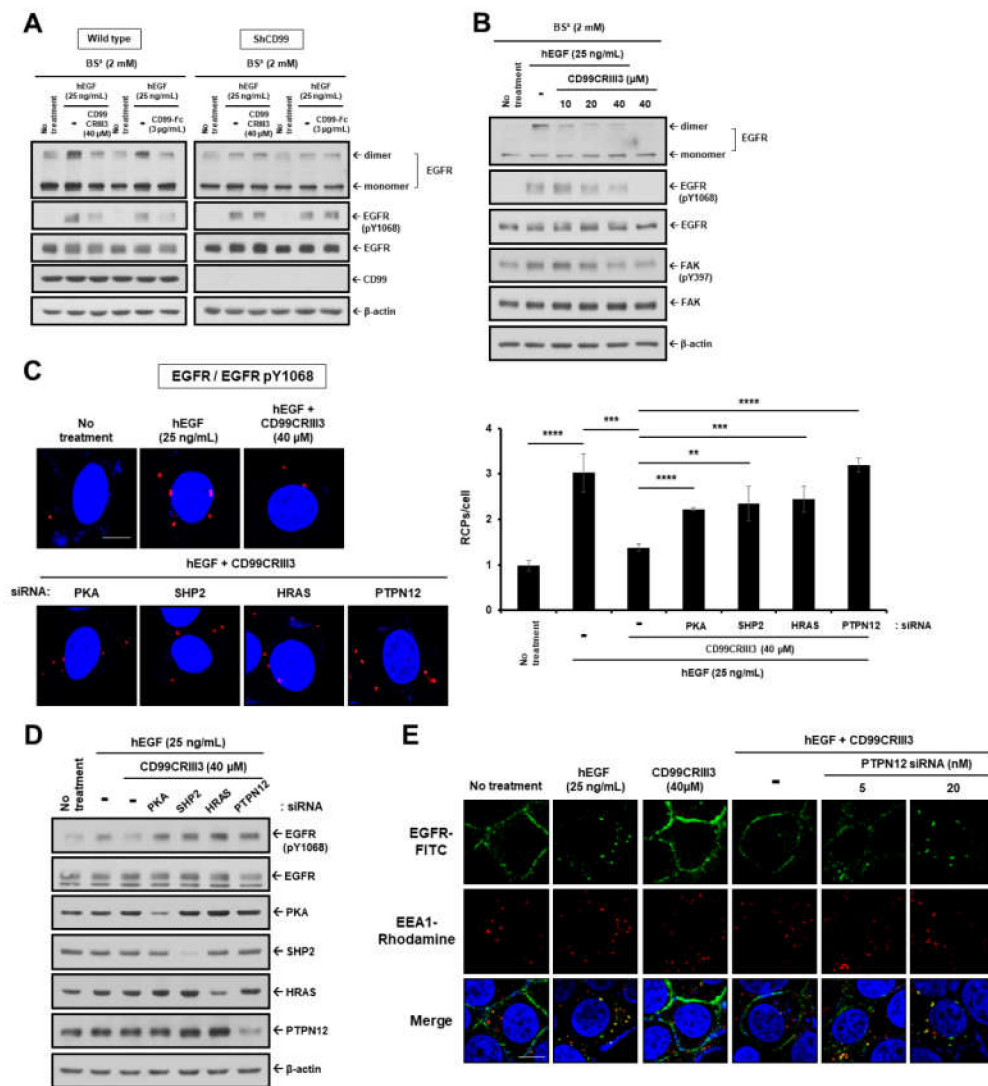 A
Wild type
ShCD99
BS³ (2 mM)
BS³ (2 mM)
No treatment
hEGF
(25 ng/mL)
-
CD99
CRIII3
(40 μM)
No treatment
hEGF
(25 ng/mL)
-
CD99-Fc
(3 μg/mL)
No treatment
hEGF
(25 ng/mL)
-
CD99
CRIII3
(40 μM)
No treatment
hEGF
(25 ng/mL)
-
CD99-Fc
(3 μg/mL)
← dimer
← monomer
EGFR
← EGFR
(pY1068)
← EGFR
← CD99
← β-actin
B
BS³ (2 mM)
hEGF (25 ng/mL)
CD99CRIII3 (μM)
No treatment
-
10 20 40 40
← dimer
← monomer
EGFR
← EGFR
(pY1068)
← EGFR
← FAK
(pY397)
← FAK
← β-actin
C
EGFR / EGFR pY1068
No
treatment
hEGF
(25 ng/mL)
hEGF +
CD99CRIII3
(40 μM)
hEGF + CD99CRIII3
siRNA: PKA SHP2 HRAS PTPN12
RCPs/cell
4
3
2
1
0
****
***
****
**
***
****
No
treatment
-
-
PKA SHP2 HRAS PTPN12 : siRNA
CD99CRIII3 (40 μM)
hEGF (25 ng/mL)
D
hEGF (25 ng/mL)
CD99CRIII3 (40 μM)
No treatment
- - PKA SHP2 HRAS PTPN12 : siRNA
← EGFR
(pY1068)
← EGFR
← PKA
← SHP2
← HRAS
← PTPN12
← β-actin
E
hEGF + CD99CRIII3
PTPN12 siRNA (nM)
No treatment
hEGF
(25 ng/mL)
CD99CRIII3
(40μM)
-
5 20
EGFR-
FITC
EEA1-
Rhodamine
Merge